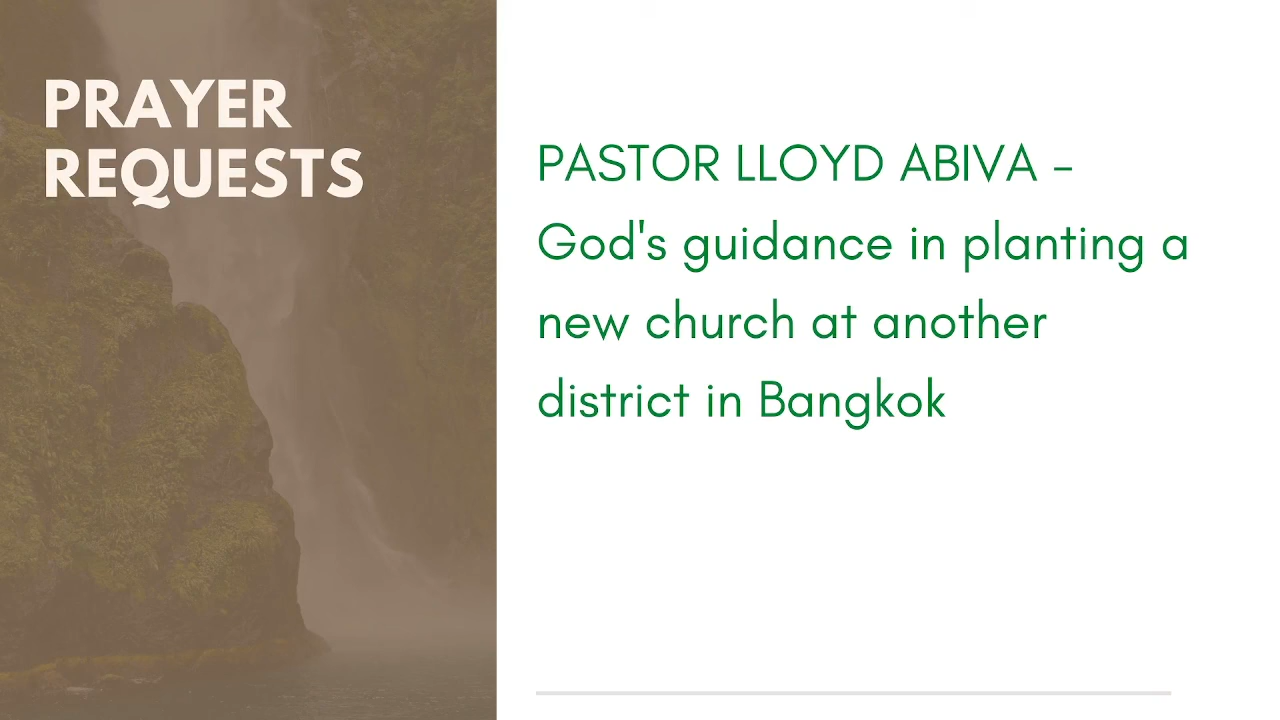 PRAYER
REQUESTS
PASTOR LLOYD ABIVA –
God's guidance in planting a
new church at another
district in Bangkok